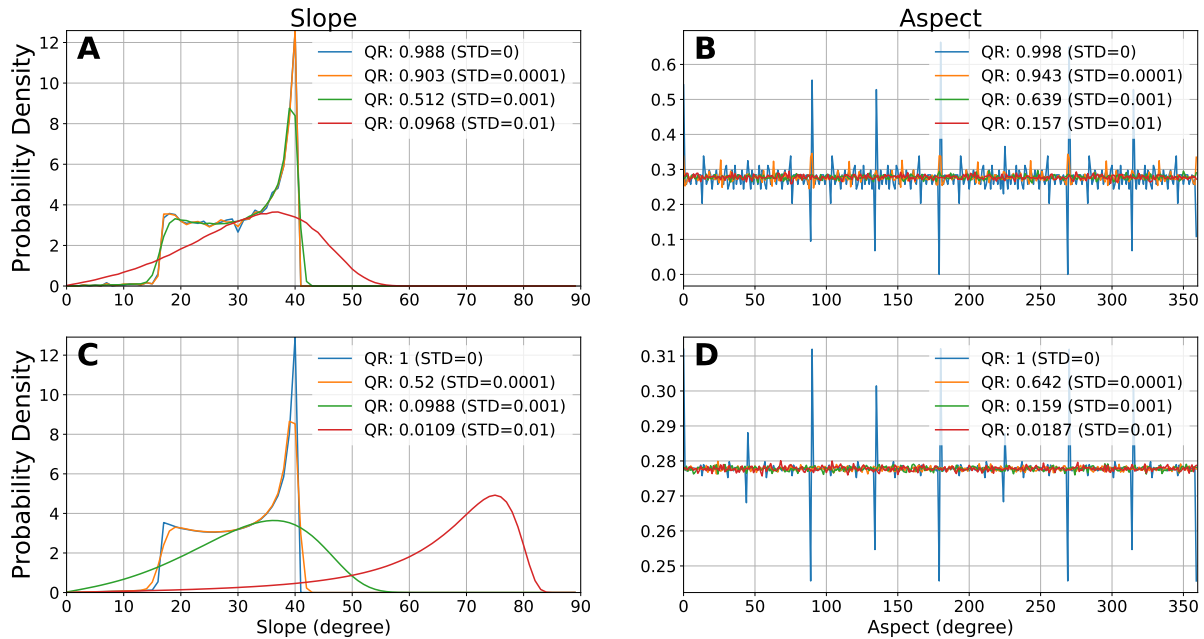 Slope
Aspect
A
QR: 0.988 (STD=0)
QR: 0.903 (STD=0.0001)
QR: 0.512 (STD=0.001)
QR: 0.0968 (STD=0.01)
Probability Density
12
10
8
6
4
2
0
0 10 20 30 40 50 60 70 80 90
B
QR: 0.998 (STD=0)
QR: 0.943 (STD=0.0001)
QR: 0.639 (STD=0.001)
QR: 0.157 (STD=0.01)
0.6
0.5
0.4
0.3
0.2
0.1
0.0
0 50 100 150 200 250 300 350
C
QR: 1 (STD=0)
QR: 0.52 (STD=0.0001)
QR: 0.0988 (STD=0.001)
QR: 0.0109 (STD=0.01)
Probability Density
12
10
8
6
4
2
0
0 10 20 30 40 50 60 70 80 90
Slope (degree)
D
QR: 1 (STD=0)
QR: 0.642 (STD=0.0001)
QR: 0.159 (STD=0.001)
QR: 0.0187 (STD=0.01)
0.31
0.30
0.29
0.28
0.27
0.26
0.25
0 50 100 150 200 250 300 350
Aspect (degree)